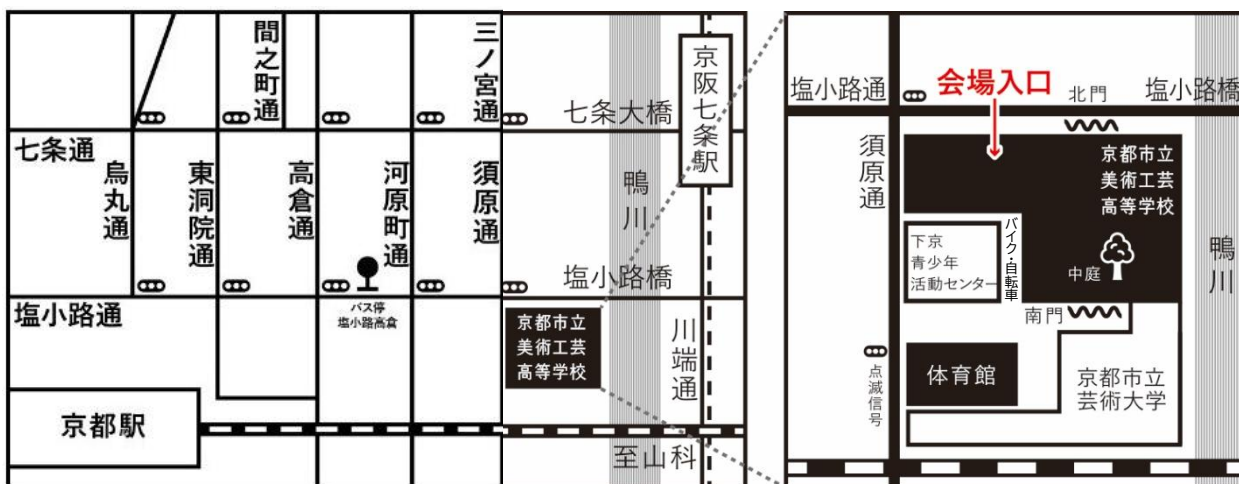 間之町通
三ノ宮通
七条大橋
京阪七条駅
七条通
烏丸通
東洞院通
高倉通
河原町通
須原通
鴨川
塩小路橋
塩小路通
バス停
塩小路高倉
京都市立
美術工芸
高等学校
川端通
京都駅
至山科
塩小路通
会場入口
北門
塩小路橋
須原通
京都市立
美術工芸
高等学校
下京
青少年
活動センター
バイク・自転車
中庭
鴨川
南門
点滅信号
体育館
京都市立
芸術大学